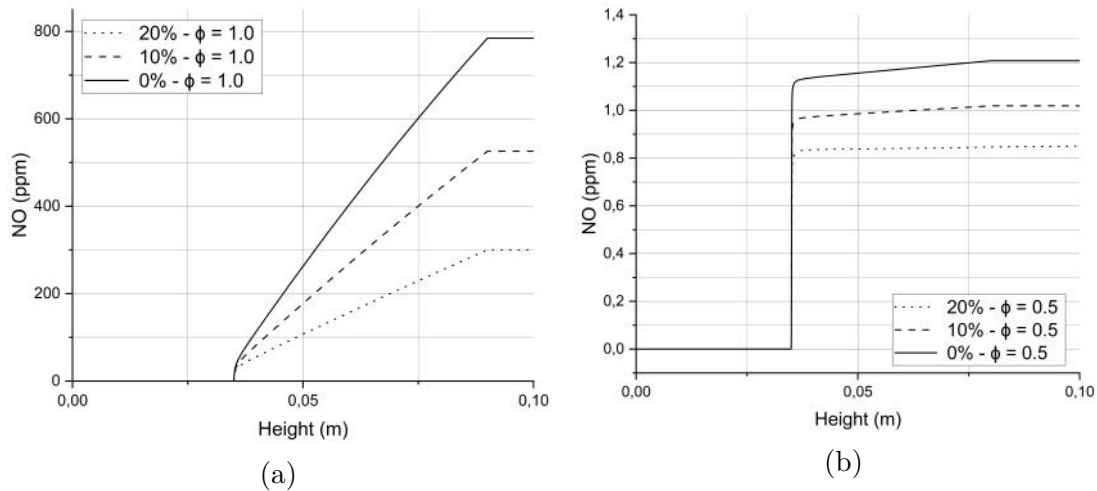 800
600
400
200
0
NO (ppm)
20% - ϕ = 1.0
10% - ϕ = 1.0
0% - ϕ = 1.0
0,00
0,05
0,10
Height (m)
(a)
1,4
1,2
1,0
0,8
0,6
0,4
0,2
0,0
NO (ppm)
20% - ϕ = 0.5
10% - ϕ = 0.5
0% - ϕ = 0.5
0,00
0,05
0,10
Height (m)
(b)